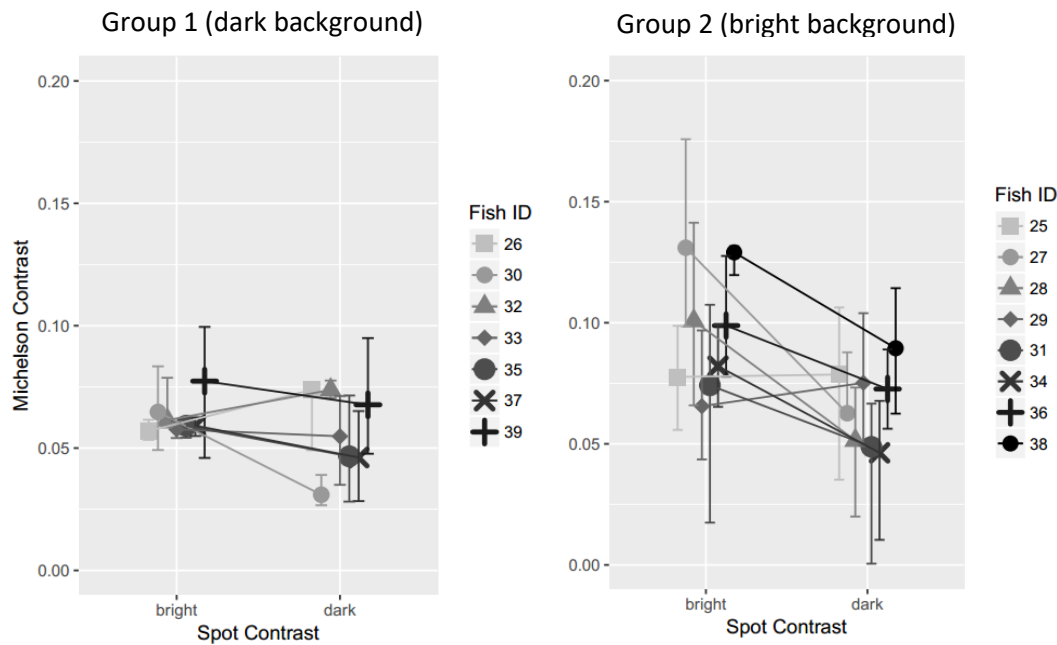 Group 1 (dark background)
Group 2 (bright background)
Michelson Contrast
0.20
0.15
0.10
0.05
0.00
bright
dark
Spot Contrast
Fish ID
26
30
32
33
35
37
39
0.20
0.15
0.10
0.05
0.00
bright
dark
Spot Contrast
Fish ID
25
27
28
29
31
34
36
38